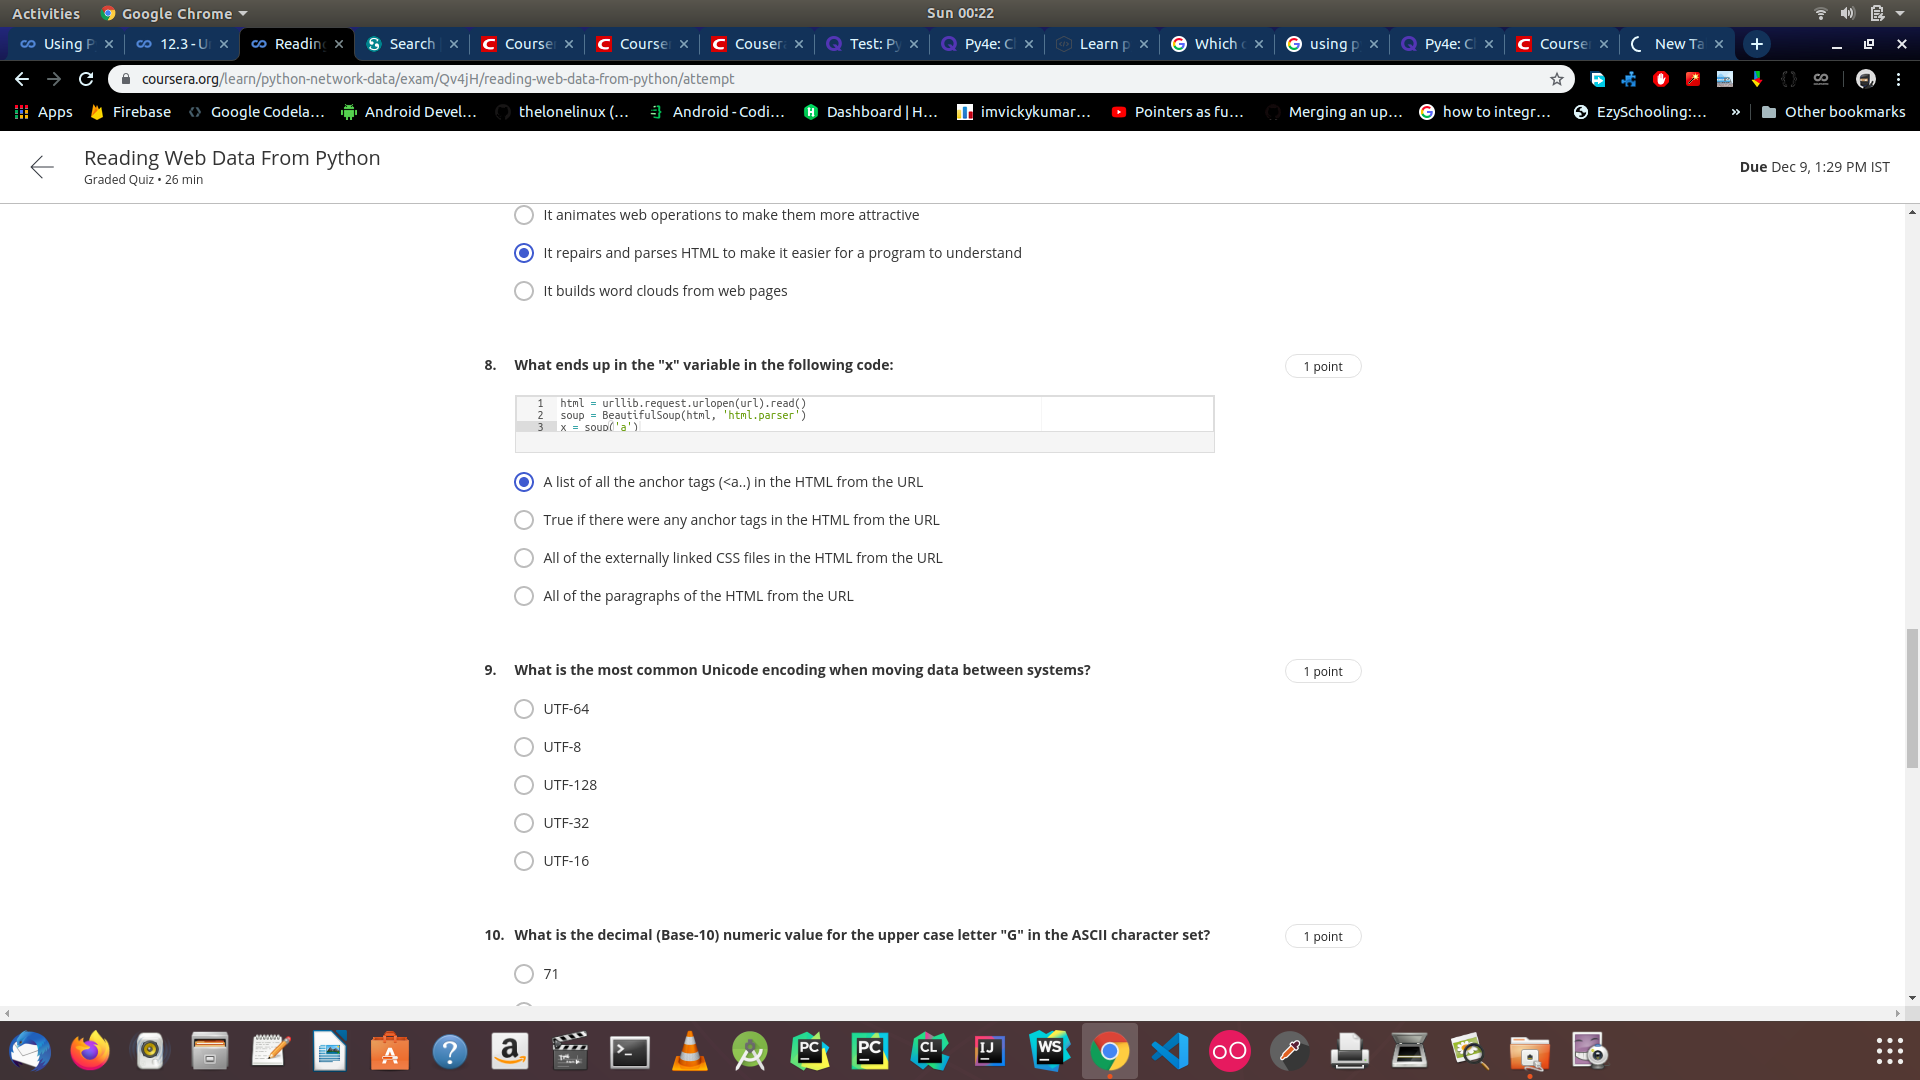 Activities
Google Chrome
Sun 00:22
Using P
12.3 - U
Reading
Search
Course
Course
Couser
Test: Py
Py4e: C
Learn p
Which
using p
Py4e: C
Course
New Ta
coursera.org/learn/python-network-data/exam/Qv4jH/reading-web-data-from-python/attempt
Apps
Firebase
Google Codela...
Android Devel...
thelonelinux (...
Android - Codi...
Dashboard | H...
imvickykumar...
Pointers as fu...
Merging an up...
how to integr...
EzySchooling:...
»
Other bookmarks
Reading Web Data From Python
Graded Quiz • 26 min
Due Dec 9, 1:29 PM IST
It animates web operations to make them more attractive
It repairs and parses HTML to make it easier for a program to understand
It builds word clouds from web pages
8. What ends up in the "x" variable in the following code:
1 point
1 html = urllib.request.urlopen(url).read()
2 soup = BeautifulSoup(html, 'html.parser')
3 x = soup('a')
A list of all the anchor tags (<a..) in the HTML from the URL
True if there were any anchor tags in the HTML from the URL
All of the externally linked CSS files in the HTML from the URL
All of the paragraphs of the HTML from the URL
9. What is the most common Unicode encoding when moving data between systems?
1 point
UTF-64
UTF-8
UTF-128
UTF-32
UTF-16
10. What is the decimal (Base-10) numeric value for the upper case letter "G" in the ASCII character set?
1 point
71